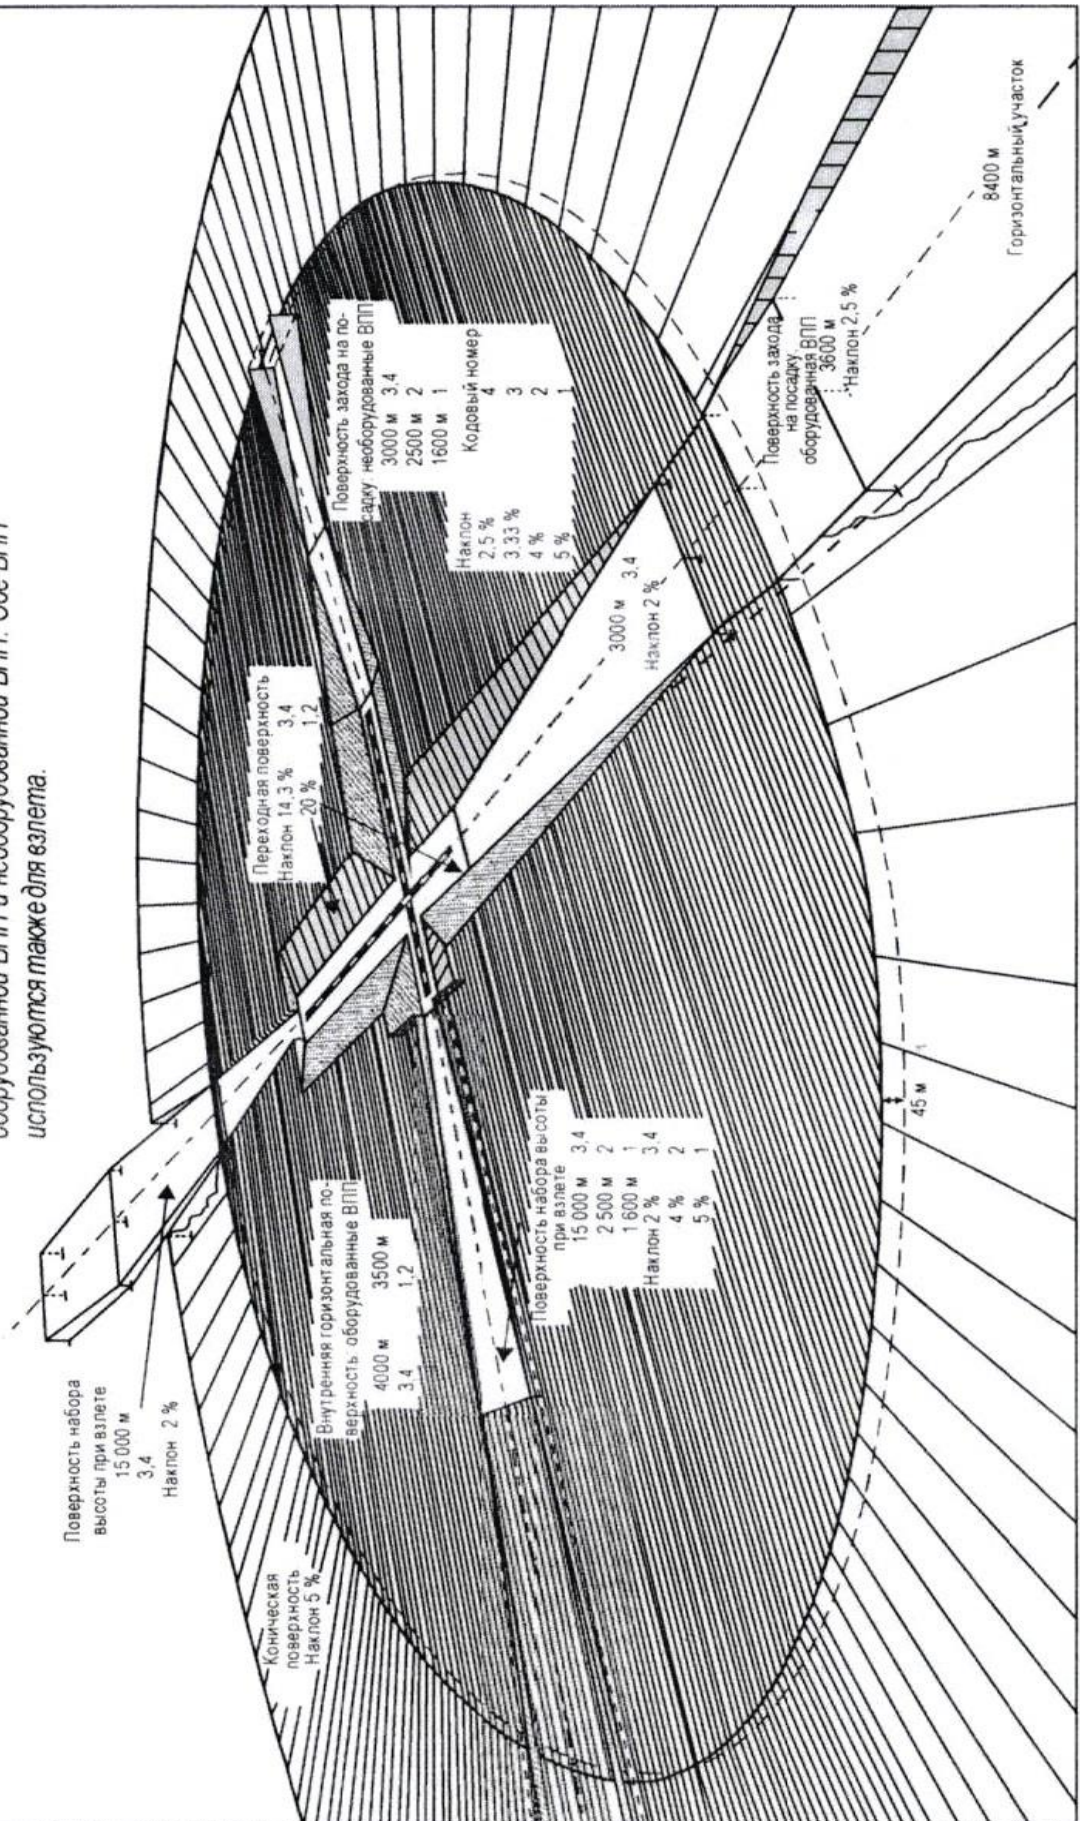 оборудованной ВПП и необорудованной ВПП. Обе ВПП
используются также для взлета.
Поверхность набора
высоты при взлете
15 000 м
3,4
Наклон 2 %
Коническая
поверхность
Наклон 5 %
Внутренняя горизонтальная по-
верхность оборудованные ВПП
4000 м 3500 м
3.4 1,2
Переходная поверхность
Наклон 14,3 % 3,4
20 % 1,2
Поверхность захода на по-
садку. необорудованные ВПП
3000 м 3,4
2500 м 2
1600 м 1
Наклон Кодовый номер
2,5 % 4
3,33 % 3
4 % 2
5 % 1
Поверхность набора высоты
при взлете
15 000 м 3,4
2 500 м 2
1 600 м 1
Наклон 2 % 3,4
4 % 2
5 % 1
3000 м 3.4
Наклон 2 %
Поверхность захода
на посадку.
оборудованная ВПП
3600 м
Наклон 2,5 %
8400 м
Горизонтальный участок
45 м